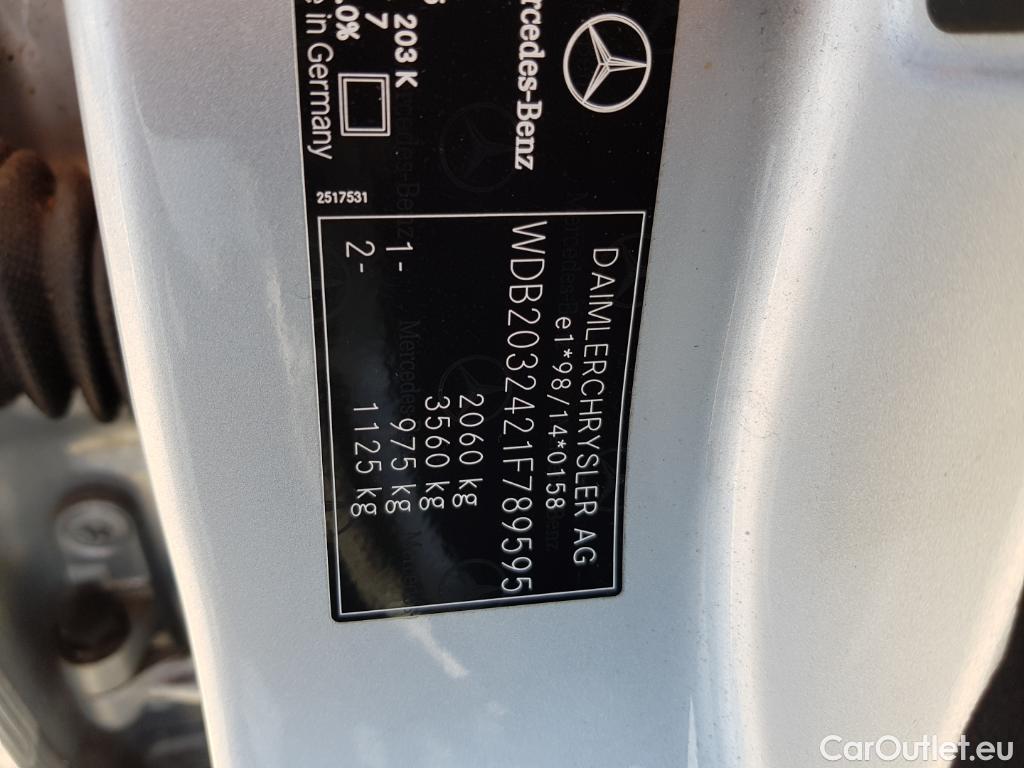 Mercedes-Benz
203 K
7
.0%
in Germany
2517531
DAIMLERCHRYSLER AG
e1*98/14*0158
WDB2032421F789595
2060 kg
3560 kg
1- 975 kg
2- 1125 kg
CarOutlet.eu